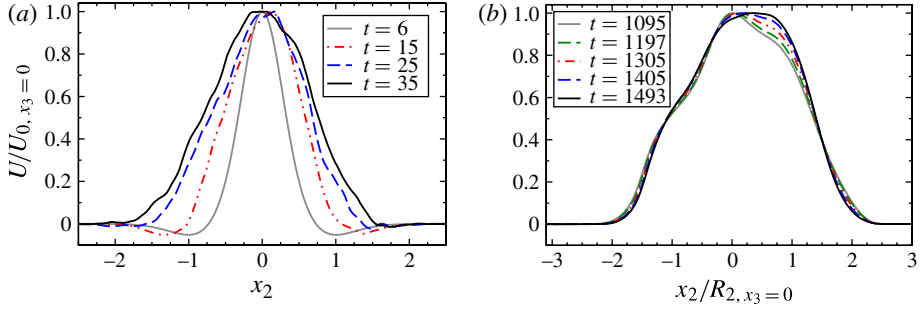 (a)
1.0
0.8
0.6
0.4
0.2
0
U/U0, x3 = 0
t = 6
t = 15
t = 25
t = 35
−2
−1
0
1
2
x2
(b)
1.0
0.8
0.6
0.4
0.2
0
t = 1095
t = 1197
t = 1305
t = 1405
t = 1493
−3
−2
−1
0
1
2
3
x2/R2, x3 = 0